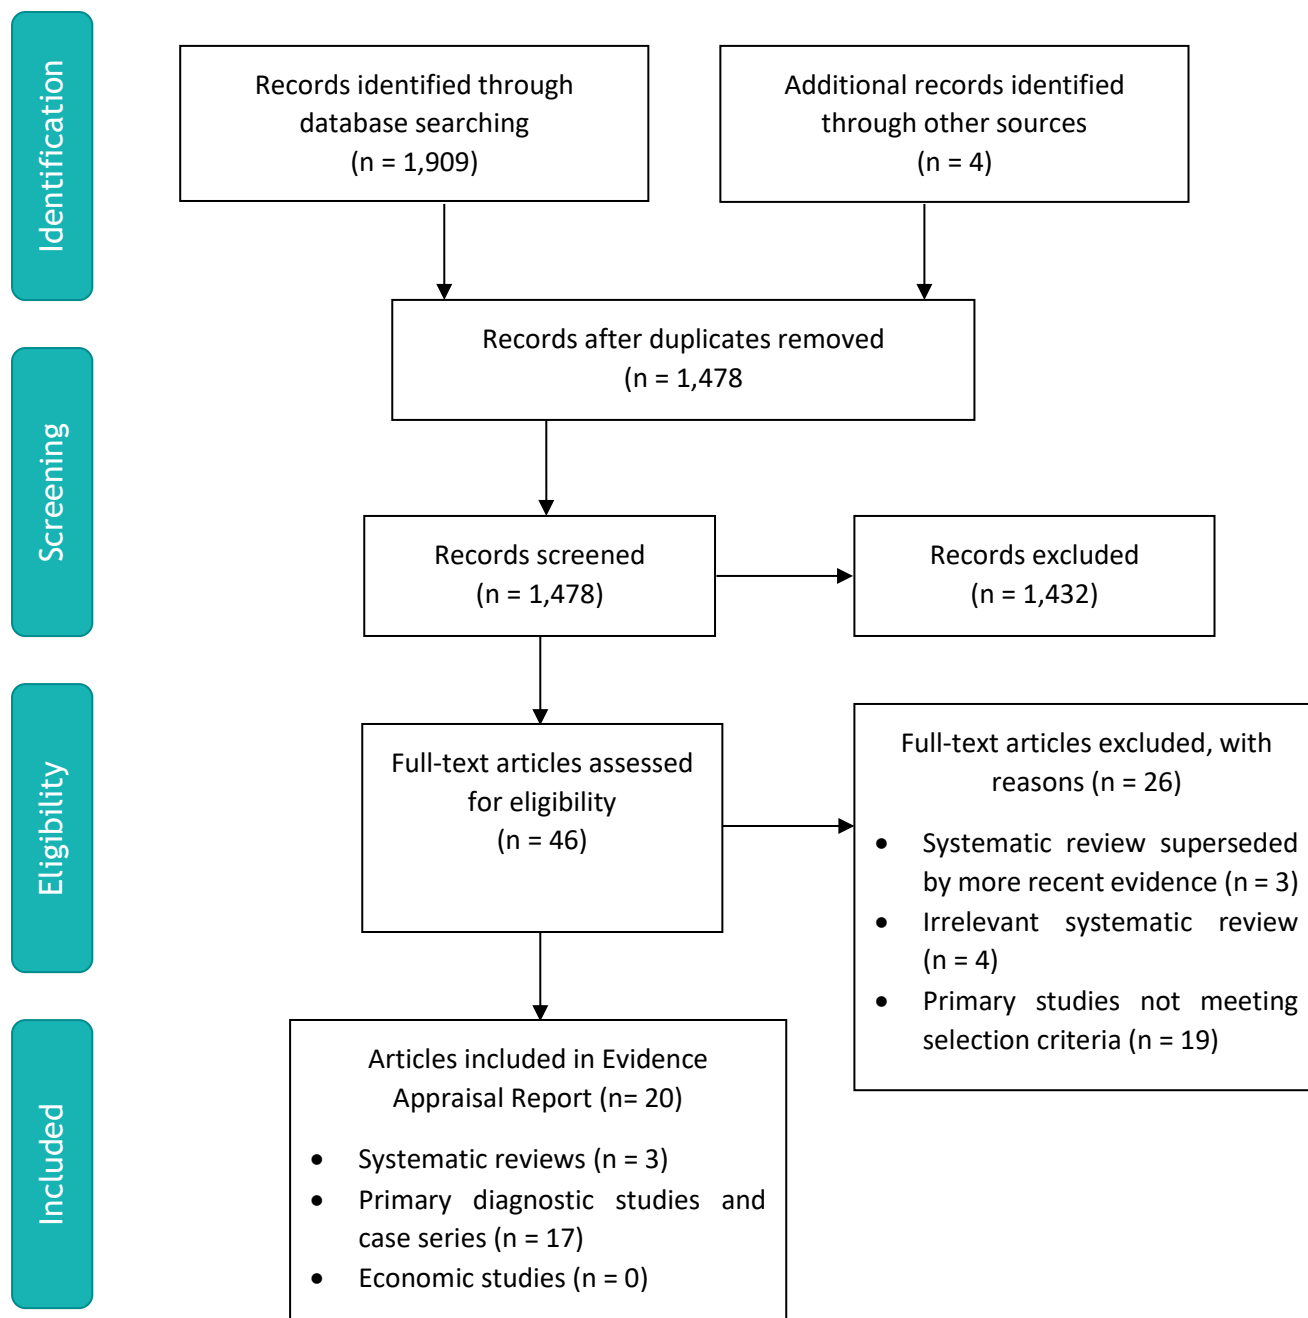 Identification
Records identified through
database searching
(n = 1,909)
Additional records identified
through other sources
(n = 4)
Records after duplicates removed
(n = 1,478
Screening
Records screened
(n = 1,478)
Records excluded
(n = 1,432)
Eligibility
Full-text articles assessed
for eligibility
(n = 46)
Full-text articles excluded, with
reasons (n = 26)
• Systematic review superseded
by more recent evidence (n = 3)
• Irrelevant systematic review
(n = 4)
• Primary studies not meeting
selection criteria (n = 19)
Included
Articles included in Evidence
Appraisal Report (n= 20)
• Systematic reviews (n = 3)
• Primary diagnostic studies and
case series (n = 17)
• Economic studies (n = 0)